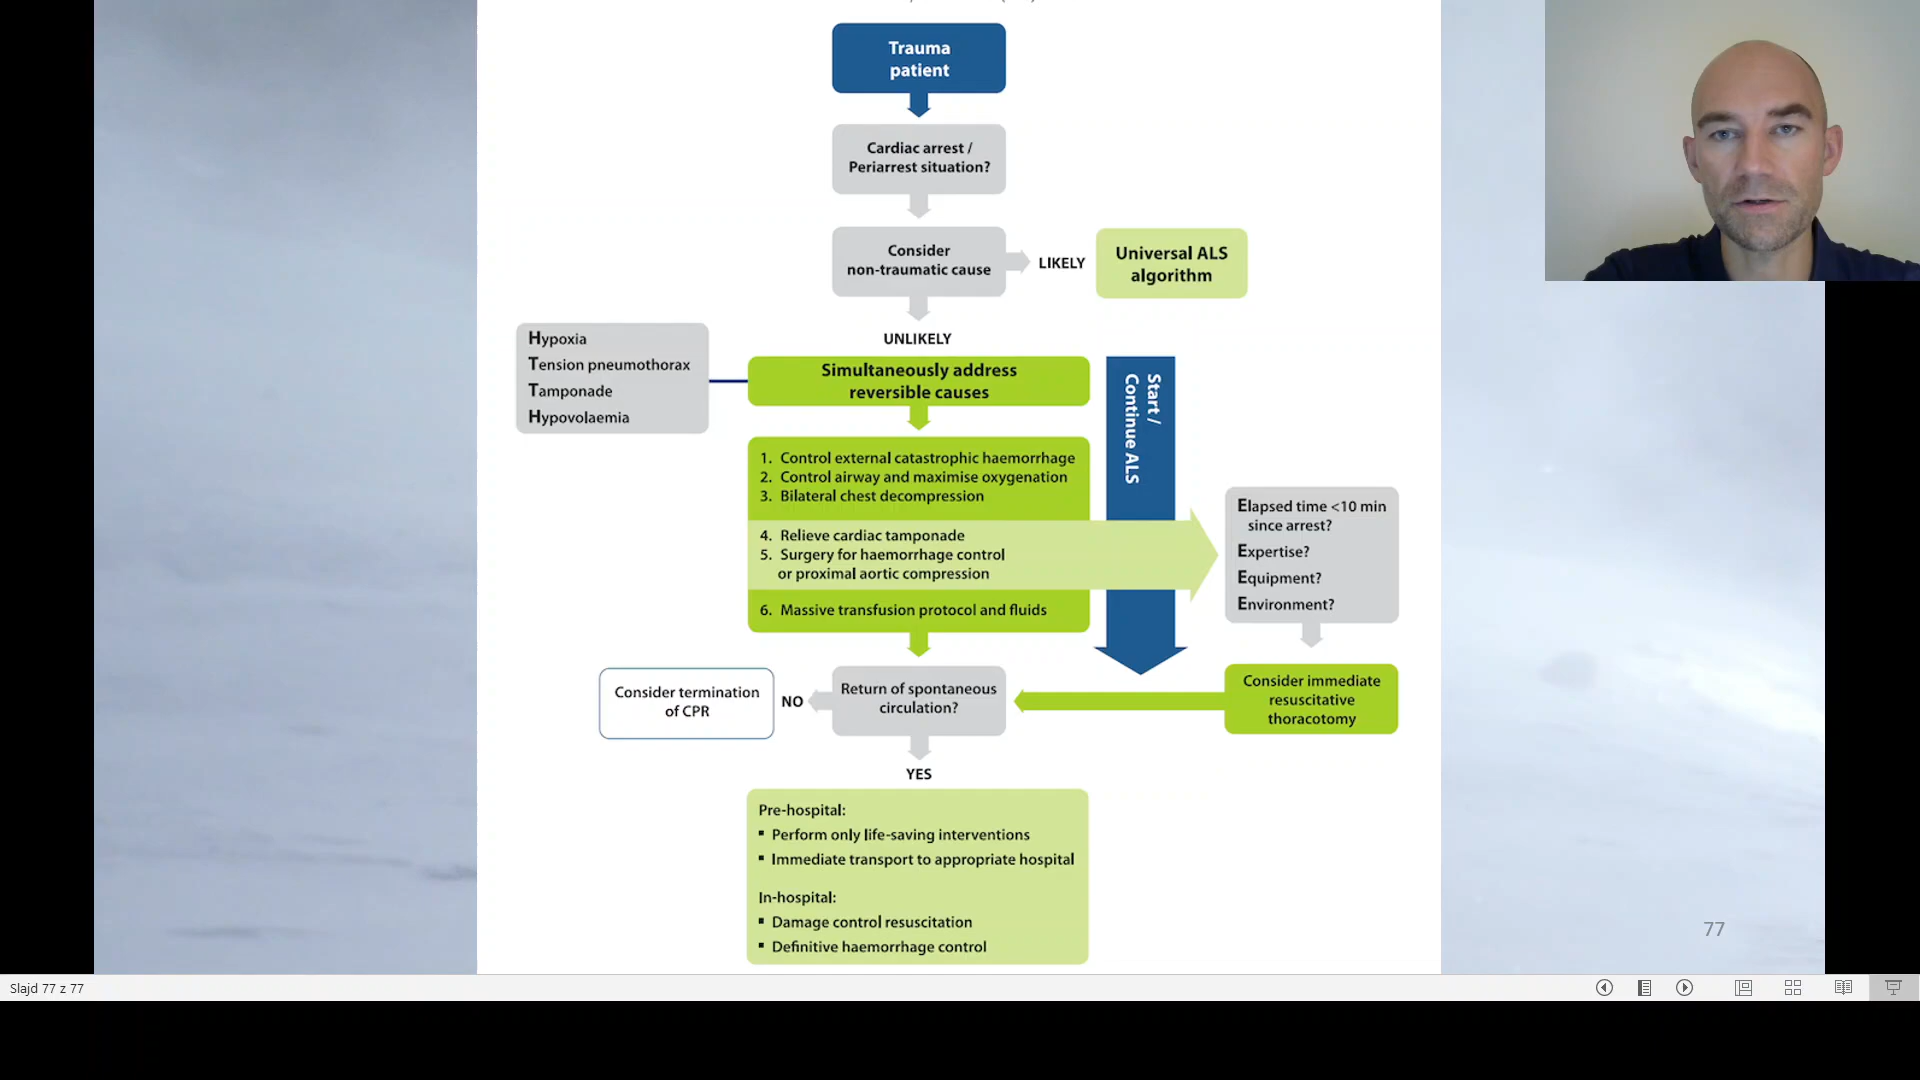 Trauma
patient
Cardiac arrest /
Periarrest situation?
Consider
non-traumatic cause
LIKELY
Universal ALS
algorithm
UNLIKELY
Hypoxia
Tension pneumothorax
Tamponade
Hypovolaemia
Simultaneously address
reversible causes
Start /
Continue ALS
1. Control external catastrophic haemorrhage
2. Control airway and maximise oxygenation
3. Bilateral chest decompression
4. Relieve cardiac tamponade
5. Surgery for haemorrhage control
or proximal aortic compression
6. Massive transfusion protocol and fluids
Elapsed time <10 min
since arrest?
Expertise?
Equipment?
Environment?
Consider immediate
resuscitative
thoracotomy
Return of spontaneous
circulation?
NO
Consider termination
of CPR
YES
Pre-hospital:
▪ Perform only life-saving interventions
▪ Immediate transport to appropriate hospital
In-hospital:
▪ Damage control resuscitation
▪ Definitive haemorrhage control
77
Slajd 77 z 77